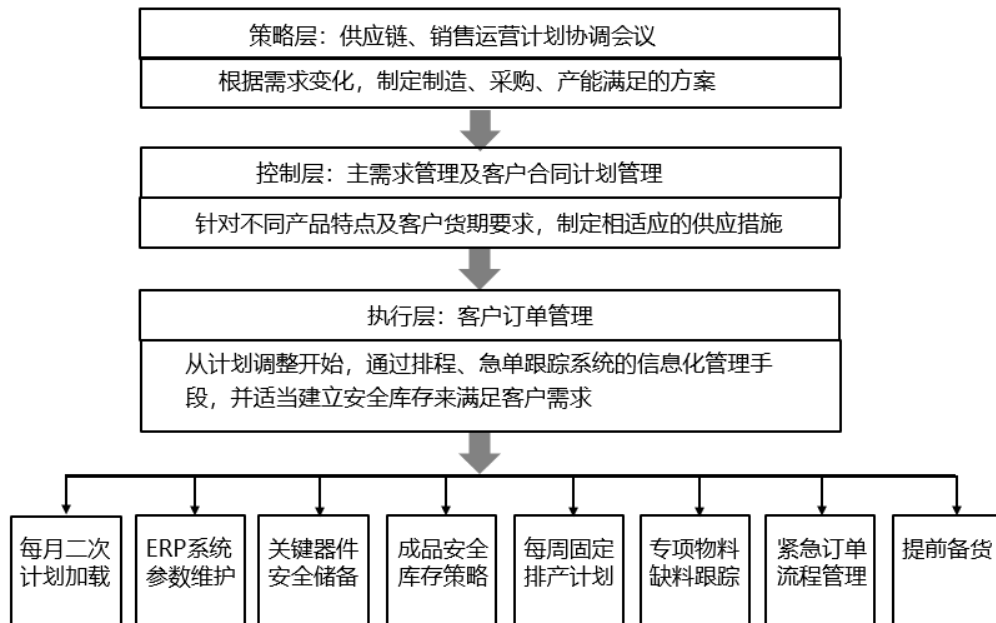 策略层：供应链、销售运营计划协调会议
根据需求变化，制定制造、采购、产能满足的方案
控制层：主需求管理及客户合同计划管理
针对不同产品特点及客户货期要求，制定相适应的供应措施
执行层：客户订单管理
从计划调整开始，通过排程、急单跟踪系统的信息化管理手
段，并适当建立安全库存来满足客户需求
每月二次
计划加载
ERP系统
参数维护
关键器件
安全储备
成品安全
库存策略
每周固定
排产计划
专项物料
缺料跟踪
紧急订单
流程管理
提前备货